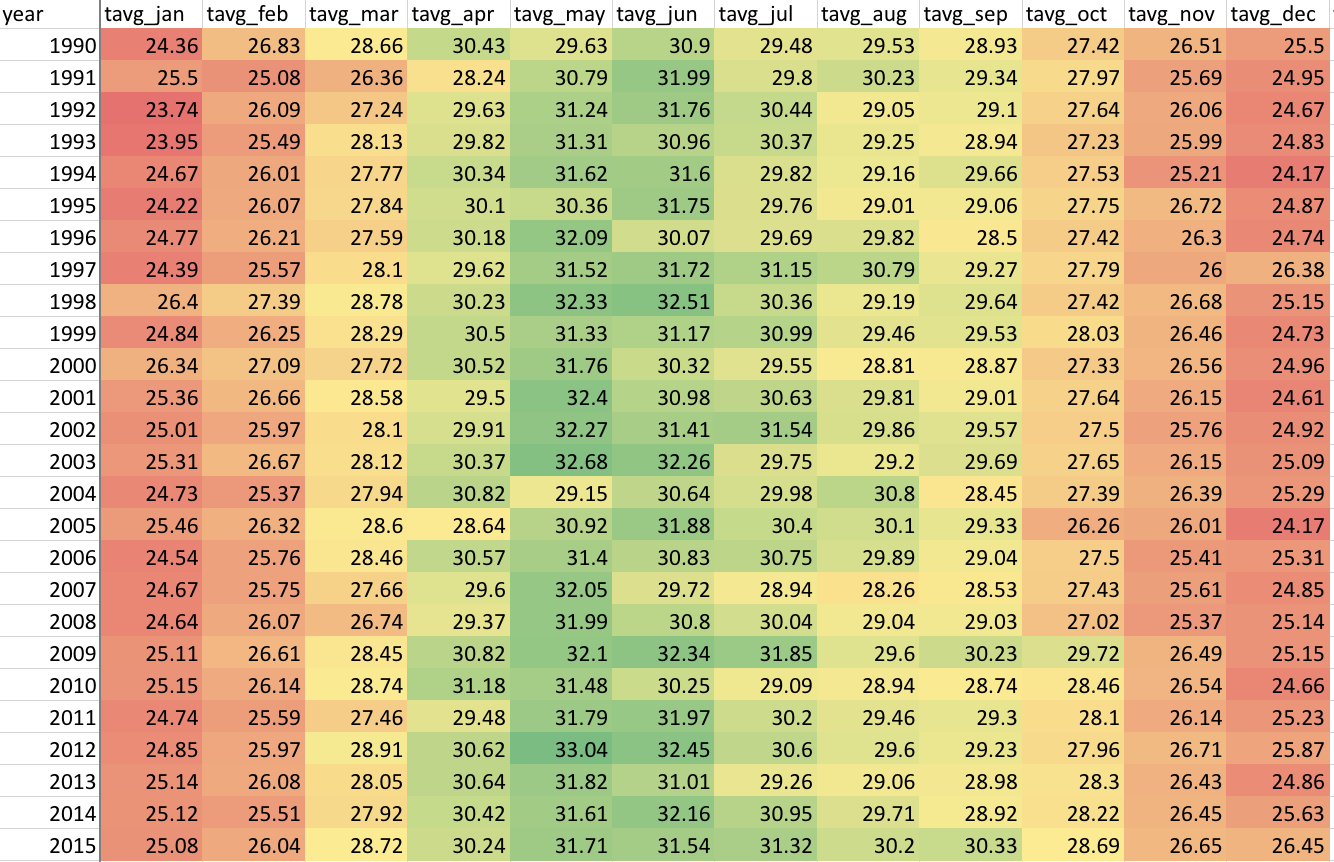 year tavg_jan tavg_feb tavg_mar tavg_apr tavg_may tavg_jun tavg_jul tavg_aug tavg_sep tavg_oct tavg_nov tavg_dec
1990 24.36 26.83 28.66 30.43 29.63 30.9 29.48 29.53 28.93 27.42 26.51 25.5
1991 25.5 25.08 26.36 28.24 30.79 31.99 29.8 30.23 29.34 27.97 25.69 24.95
1992 23.74 26.09 27.24 29.63 31.24 31.76 30.44 29.05 29.1 27.64 26.06 24.67
1993 23.95 25.49 28.13 29.82 31.31 30.96 30.37 29.25 28.94 27.23 25.99 24.83
1994 24.67 26.01 27.77 30.34 31.62 31.6 29.82 29.16 29.66 27.53 25.21 24.17
1995 24.22 26.07 27.84 30.1 30.36 31.75 29.76 29.01 29.06 27.75 26.72 24.87
1996 24.77 26.21 27.59 30.18 32.09 30.07 29.69 29.82 28.5 27.42 26.3 24.74
1997 24.39 25.57 28.1 29.62 31.52 31.72 31.15 30.79 29.27 27.79 26 26.38
1998 26.4 27.39 28.78 30.23 32.33 32.51 30.36 29.19 29.64 27.42 26.68 25.15
1999 24.84 26.25 28.29 30.5 31.33 31.17 30.99 29.46 29.53 28.03 26.46 24.73
2000 26.34 27.09 27.72 30.52 31.76 30.32 29.55 28.81 28.87 27.33 26.56 24.96
2001 25.36 26.66 28.58 29.5 32.4 30.98 30.63 29.81 29.01 27.64 26.15 24.61
2002 25.01 25.97 28.1 29.91 32.27 31.41 31.54 29.86 29.57 27.5 25.76 24.92
2003 25.31 26.67 28.12 30.37 32.68 32.26 29.75 29.2 29.69 27.65 26.15 25.09
2004 24.73 25.37 27.94 30.82 29.15 30.64 29.98 30.8 28.45 27.39 26.39 25.29
2005 25.46 26.32 28.6 28.64 30.92 31.88 30.4 30.1 29.33 26.26 26.01 24.17
2006 24.54 25.76 28.46 30.57 31.4 30.83 30.75 29.89 29.04 27.5 25.41 25.31
2007 24.67 25.75 27.66 29.6 32.05 29.72 28.94 28.26 28.53 27.43 25.61 24.85
2008 24.64 26.07 26.74 29.37 31.99 30.8 30.04 29.04 29.03 27.02 25.37 25.14
2009 25.11 26.61 28.45 30.82 32.1 32.34 31.85 29.6 30.23 29.72 26.49 25.15
2010 25.15 26.14 28.74 31.18 31.48 30.25 29.09 28.94 28.74 28.46 26.54 24.66
2011 24.74 25.59 27.46 29.48 31.79 31.97 30.2 29.46 29.3 28.1 26.14 25.23
2012 24.85 25.97 28.91 30.62 33.04 32.45 30.6 29.6 29.23 27.96 26.71 25.87
2013 25.14 26.08 28.05 30.64 31.82 31.01 29.26 29.06 28.98 28.3 26.43 24.86
2014 25.12 25.51 27.92 30.42 31.61 32.16 30.95 29.71 28.92 28.22 26.45 25.63
2015 25.08 26.04 28.72 30.24 31.71 31.54 31.32 30.2 30.33 28.69 26.65 26.45